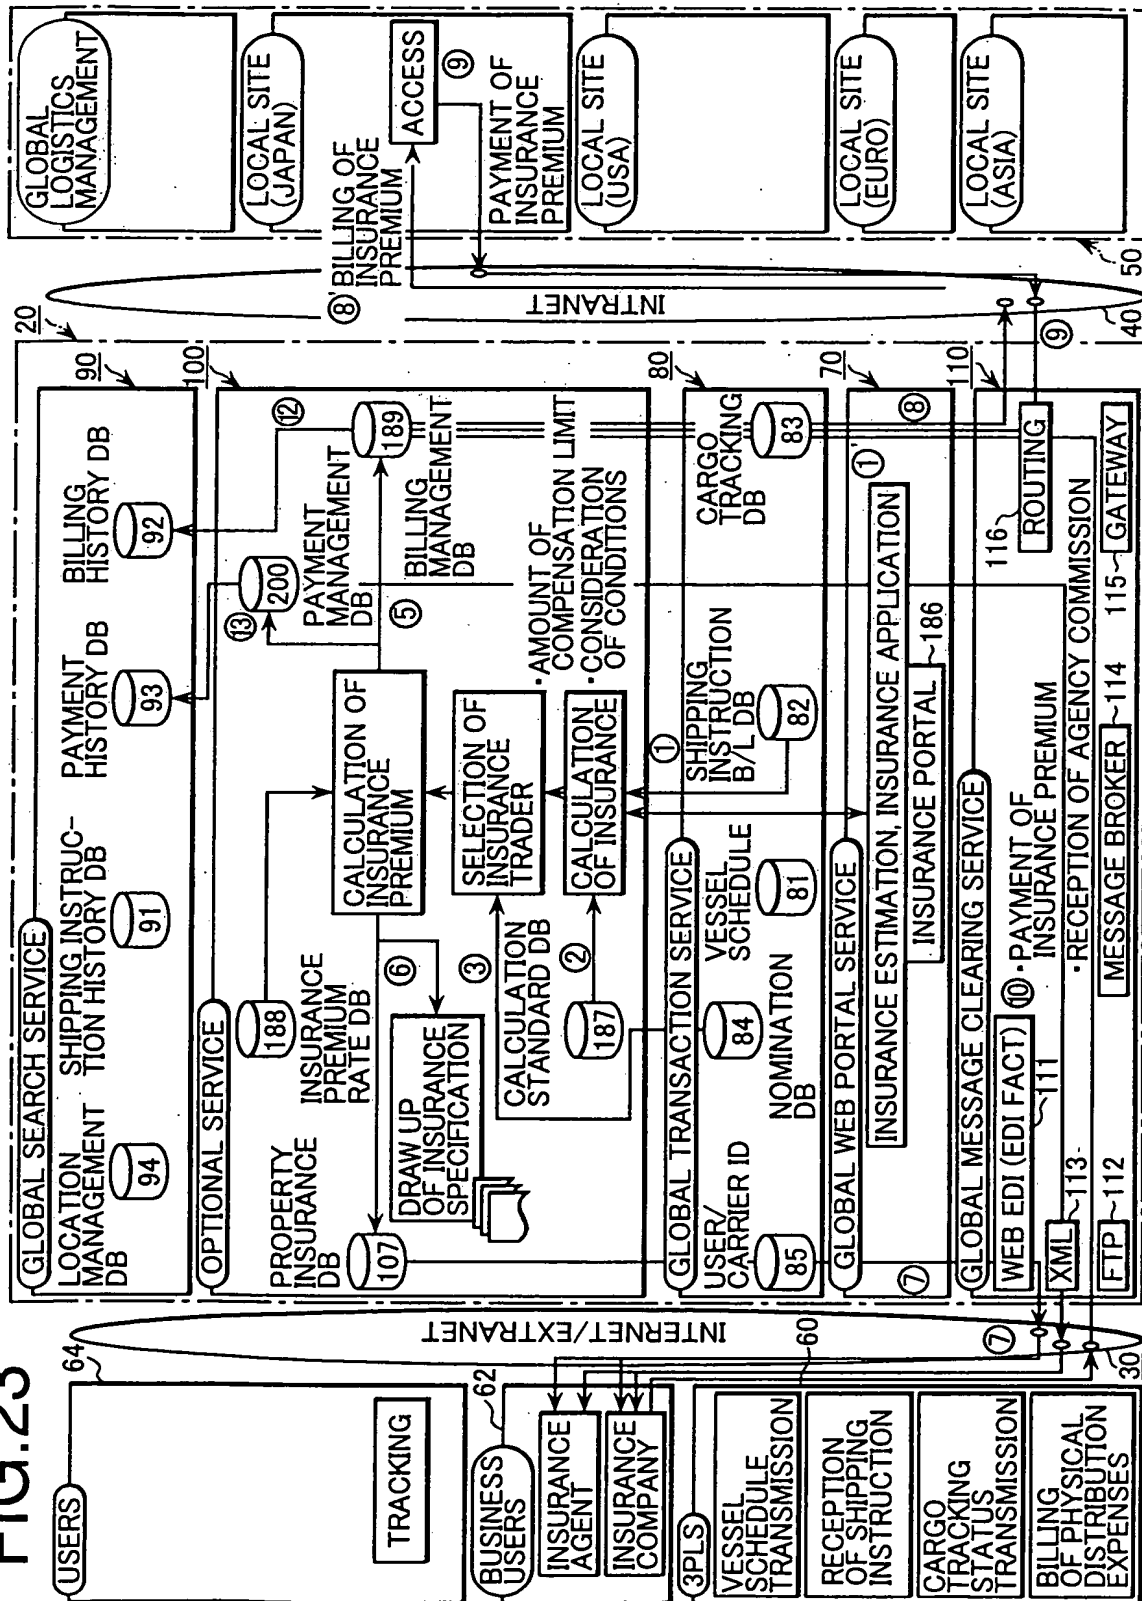 FIG.23
USERS
64
TRACKING
BUSINESS
USERS
62
INSURANCE
AGENT
INSURANCE
COMPANY
3PLS
60
VESSEL
SCHEDULE
TRANSMISSION
RECEPTION
OF SHIPPING
INSTRUCTION
CARGO
TRACKING
STATUS
TRANSMISSION
BILLING
OF PHYSICAL
DISTRIBUTION
EXPENSES
INTERNET/EXTRANET
⑦
30
20
GLOBAL SEARCH SERVICE
90
LOCATION
MANAGEMENT
DB
94
SHIPPING INSTRUC-
TION HISTORY DB
91
PAYMENT
HISTORY DB
93
BILLING
HISTORY DB
92
OPTIONAL SERVICE
100
PROPERTY
INSURANCE
DB
107
188
INSURANCE
PREMIUM
RATE DB
⑥
DRAW UP
OF INSURANCE
SPECIFICATION
CALCULATION OF
INSURANCE
PREMIUM
⑬
200
PAYMENT
MANAGEMENT
DB
⑤
⑫
189
BILLING
MANAGEMENT
DB
③
CALCULATION
STANDARD DB
SELECTION OF
INSURANCE
TRADER
②
187
CALCULATION
OF INSURANCE
・AMOUNT OF
COMPENSATION LIMIT
・CONSIDERATION
OF CONDITIONS
GLOBAL TRANSACTION SERVICE
①
80
USER/
CARRIER ID
85
84
NOMINATION
DB
VESSEL
SCHEDULE
81
SHIPPING
INSTRUCTION
B/L DB
82
CARGO
TRACKING
DB
83
GLOBAL WEB PORTAL SERVICE
70
⑦
①'
⑧
INSURANCE ESTIMATION, INSURANCE APPLICATION
INSURANCE PORTAL
186
GLOBAL MESSAGE CLEARING SERVICE
110
WEB EDI (EDI FACT)
111
⑩
・PAYMENT OF
INSURANCE PREMIUM
・RECEPTION OF AGENCY COMMISSION
XML
113
FTP
112
MESSAGE BROKER
114
115
GATEWAY
116
ROUTING
INTRANET
⑨
40
⑧'
BILLING OF
INSURANCE
PREMIUM
50
GLOBAL
LOGISTICS
MANAGEMENT
LOCAL SITE
(JAPAN)
ACCESS
⑨
PAYMENT OF
INSURANCE
PREMIUM
LOCAL SITE
(USA)
LOCAL SITE
(EURO)
LOCAL SITE
(ASIA)